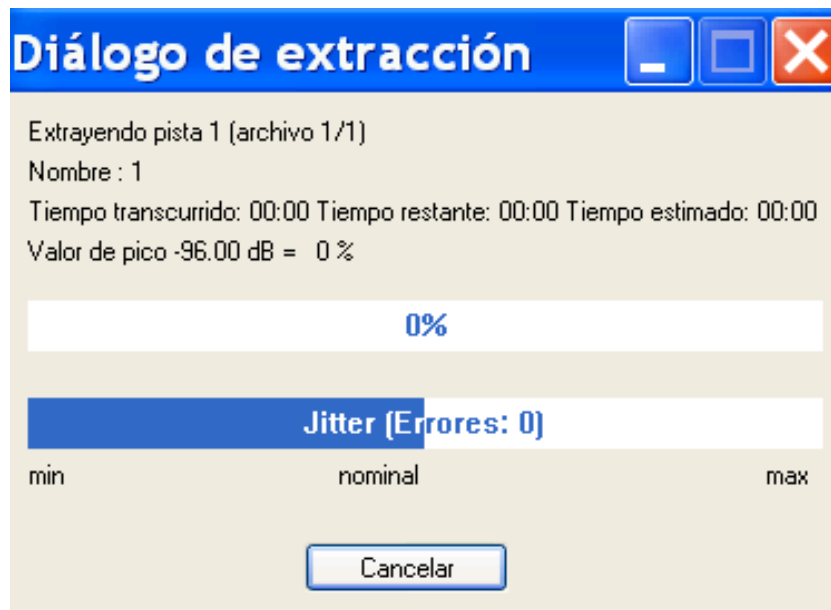 Diálogo de extracción
Extrayendo pista 1 (archivo 1/1)
Nombre : 1
Tiempo transcurrido: 00:00 Tiempo restante: 00:00 Tiempo estimado: 00:00
Valor de pico -96.00 dB = 0 %
0%
Jitter (Errores: 0)
min nominal max
Cancelar